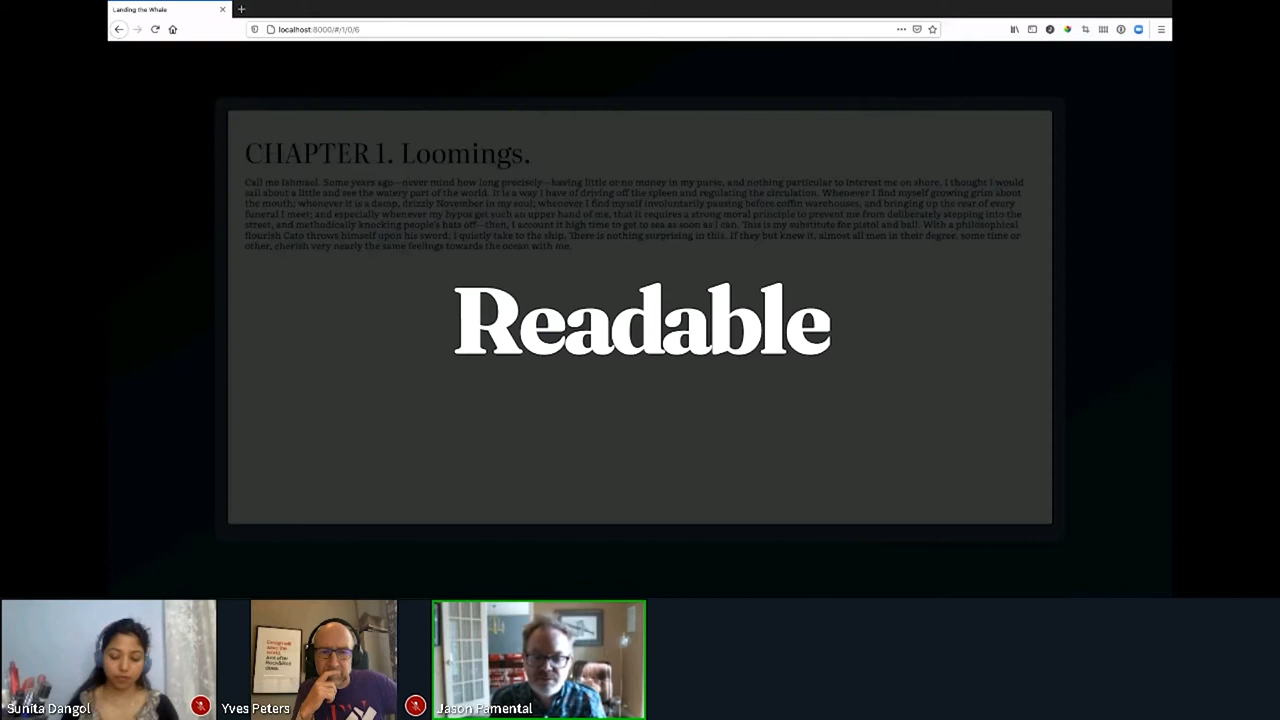 Landing the Whale
localhost:8000/#/1/0/6
CHAPTER 1. Loomings.
Call me Ishmael. Some years ago—never mind how long precisely—having little or no money in my purse, and nothing particular to interest me on shore, I thought I would
sail about a little and see the watery part of the world. It is a way I have of driving off the spleen and regulating the circulation. Whenever I find myself growing grim about
the mouth; whenever it is a damp, drizzly November in my soul; whenever I find myself involuntarily pausing before coffin warehouses, and bringing up the rear of every
funeral I meet; and especially whenever my hypos get such an upper hand of me, that it requires a strong moral principle to prevent me from deliberately stepping into the
street, and methodically knocking people's hats off—then, I account it high time to get to sea as soon as I can. This is my substitute for pistol and ball. With a philosophical
flourish Cato throws himself upon his sword; I quietly take to the ship. There is nothing surprising in this. If they but knew it, almost all men in their degree, some time or
other, cherish very nearly the same feelings towards the ocean with me.
Readable
Sunita Dangol
Yves Peters
Jason Pamental